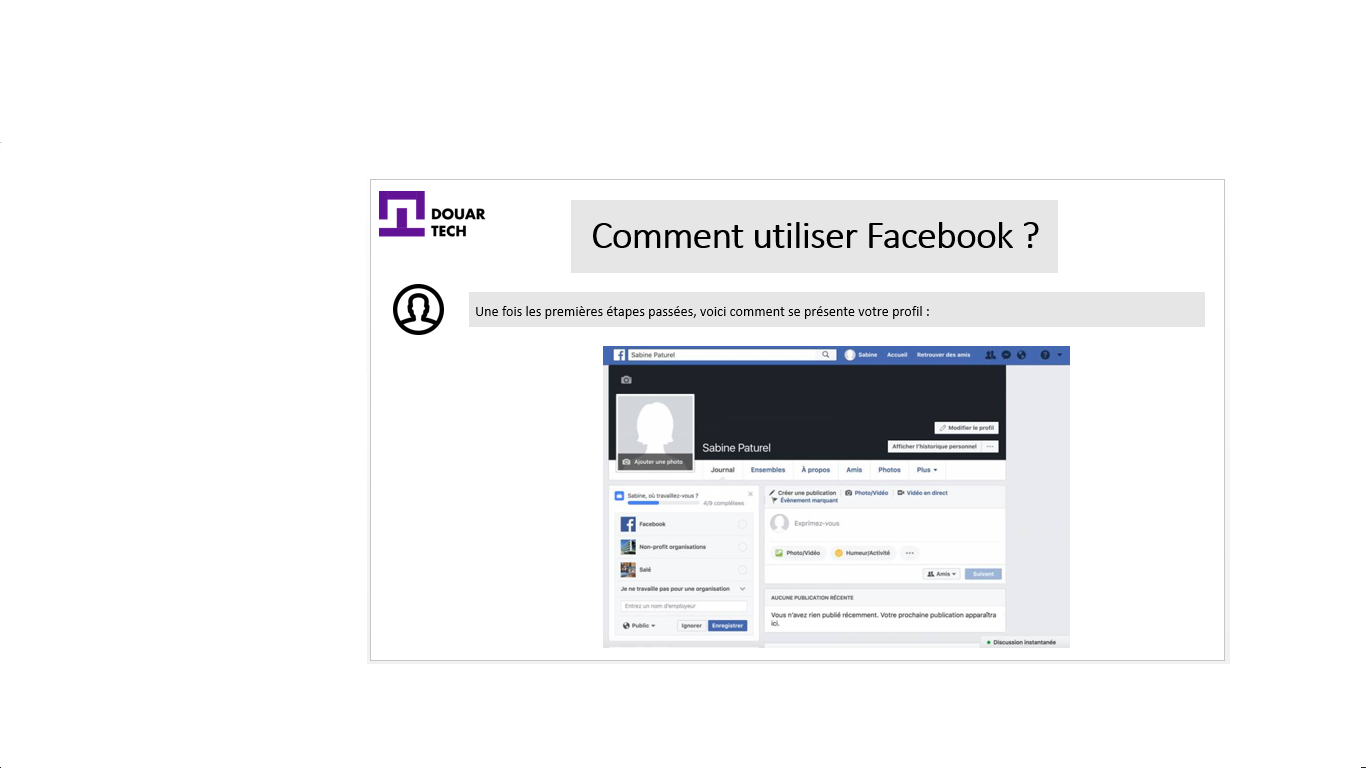 DOUAR
TECH
Comment utiliser Facebook ?
Une fois les premières étapes passées, voici comment se présente votre profil :
Sabine Paturel
Sabine Accueil Retrouver des amis
Modifier le profil
Sabine Paturel
Afficher l'historique personnel ...
Ajouter une photo
Journal Ensembles À propos Amis Photos Plus
Sabine, où travaillez-vous ?
4/9 complétées
Facebook
Non-profit organisations
Salé
Je ne travaille pas pour une organisation
Entrez un nom d'employeur
Public Ignorer Enregistrer
Créer une publication Photo/Vidéo Vidéo en direct
Évènement marquant
Exprimez-vous
Photo/Vidéo Humeur/Activité ...
Amis Suivant
AUCUNE PUBLICATION RÉCENTE
Vous n'avez rien publié récemment. Votre prochaine publication apparaîtra
ici.
Discussion instantanée